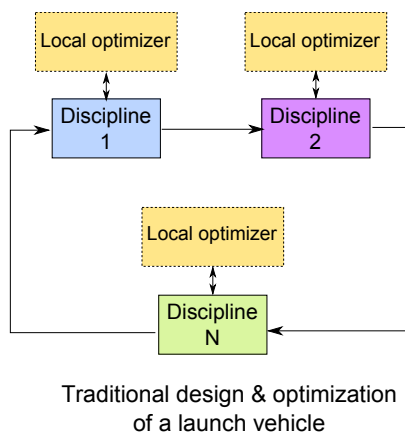 Local optimizer
Local optimizer
Discipline
1
Discipline
2
Local optimizer
Discipline
N
Traditional design & optimization
of a launch vehicle